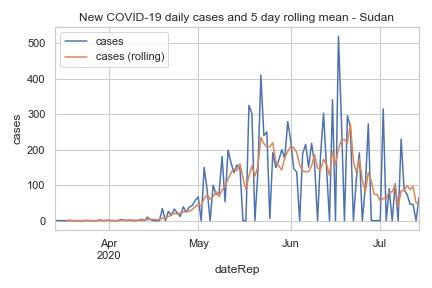 New COVID-19 daily cases and 5 day rolling mean - Sudan
cases
cases (rolling)
500
400
300
200
100
0
cases
Apr
2020
May
Jun
Jul
dateRep